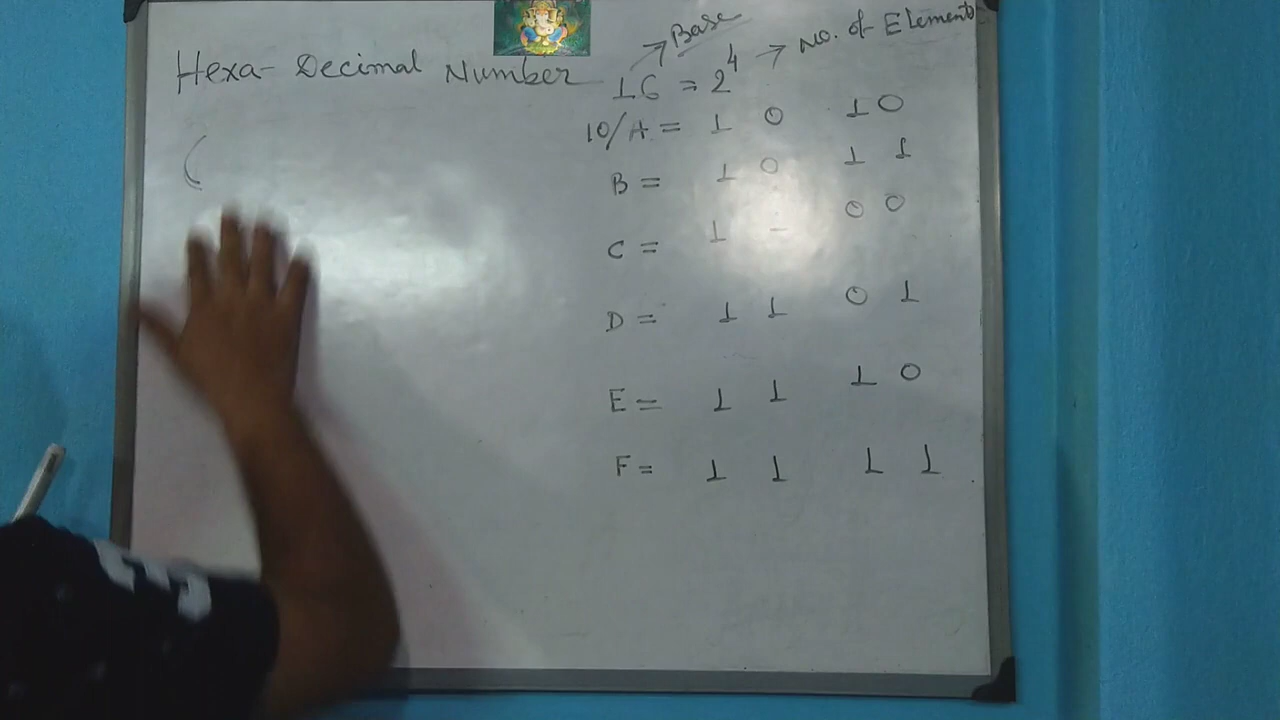 Hexa-Decimal Number
→ Base
16 = 2^4 → No. of Elements
10/A = 1 0 1 0
B = 1 0 1 1
C = 1 - 0 0
D = 1 1 0 1
E = 1 1 1 0
F = 1 1 1 1
(